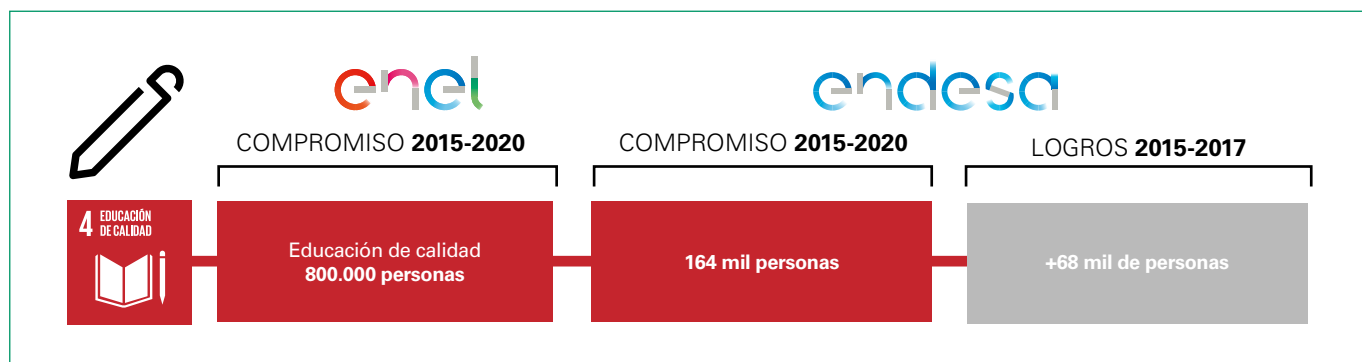 enel
endesa
COMPROMISO 2015-2020
COMPROMISO 2015-2020
LOGROS 2015-2017
4 EDUCACIÓN
DE CALIDAD
Educación de calidad
800.000 personas
164 mil personas
+68 mil de personas